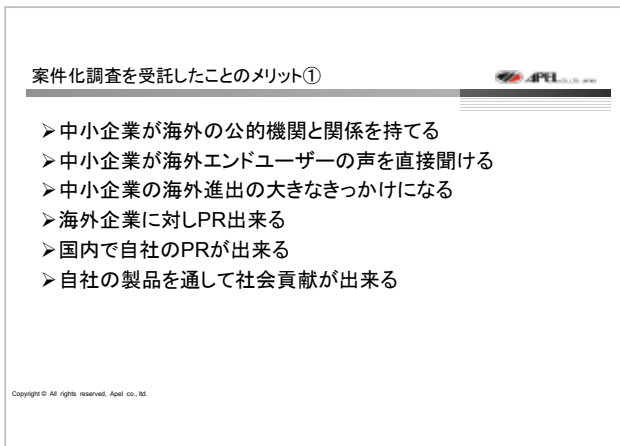 案件化調査を受託したことのメリット①
APEL CO.,LTD. JAPAN
➢中小企業が海外の公的機関と関係を持てる
➢中小企業が海外エンドユーザーの声を直接聞ける
➢中小企業の海外進出の大きなきっかけになる
➢海外企業に対しPR出来る
➢国内で自社のPRが出来る
➢自社の製品を通して社会貢献が出来る
Copyright © All rights reserved, Apel co., ltd.